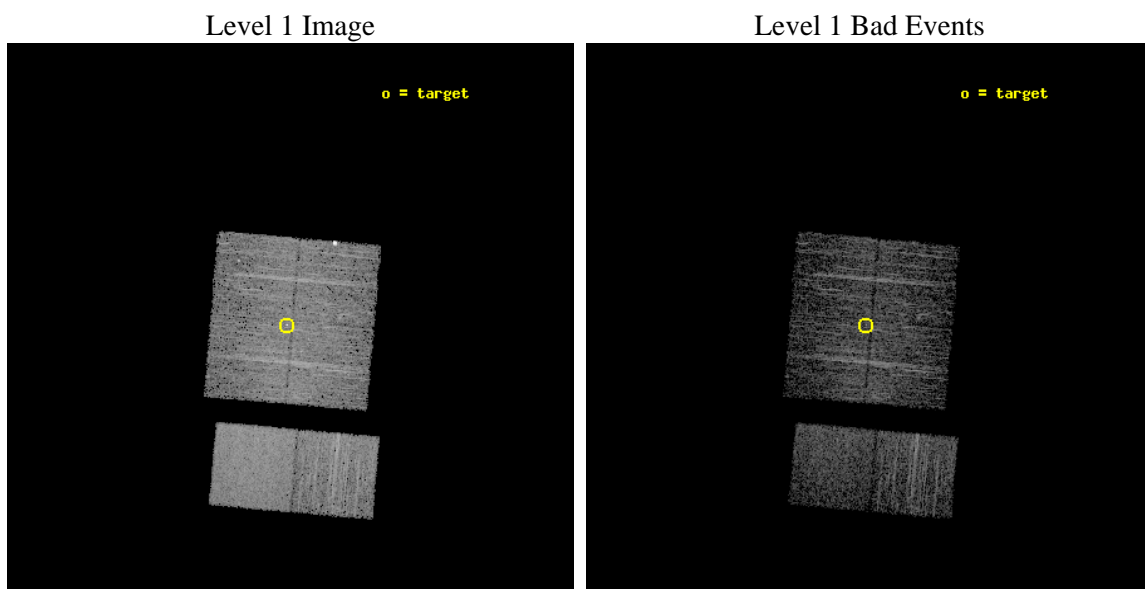 Level 1 Image
Level 1 Bad Events
o = target
o = target